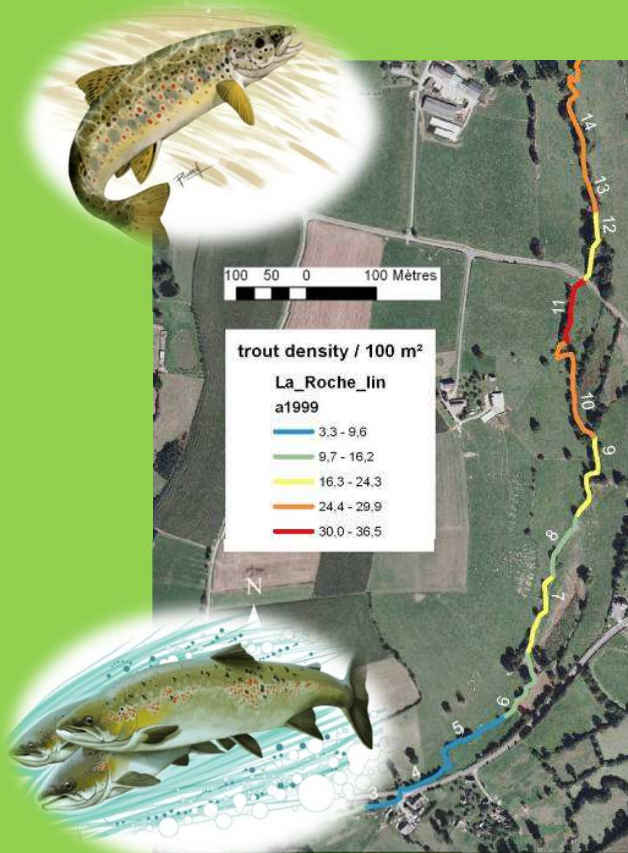 14
13
12
100 50 0 100 Mètres
11
trout density / 100 m²
La_Roche_lin
a1999
3,3 - 9,6
9,7 - 16,2
16,3 - 24,3
24,4 - 29,9
30,0 - 36,5
10
9
8
7
N
6
5
4
3